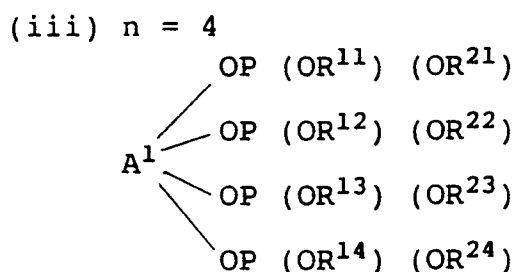 (iii) n = 4
OP (OR¹¹) (OR²¹)
OP (OR¹²) (OR²²)
A¹
OP (OR¹³) (OR²³)
OP (OR¹⁴) (OR²⁴)